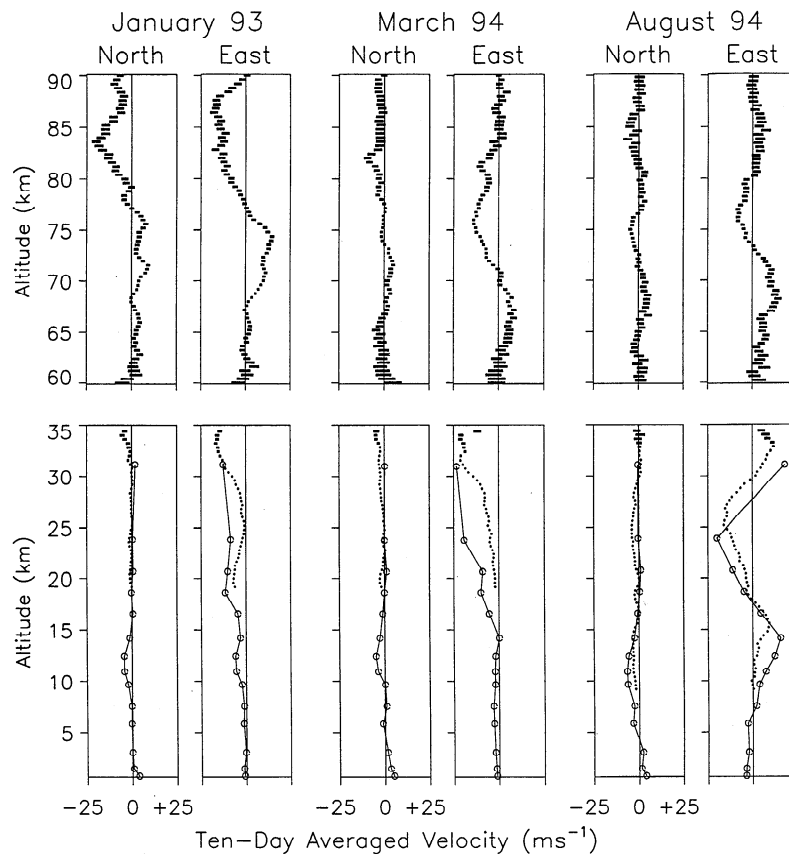 January 93 March 94 August 94
North East North East North East
90
85
80
75
70
65
60
Altitude (km)
35
30
25
20
15
10
5
Altitude (km)
-25 0 +25 -25 0 +25 -25 0 +25
Ten-Day Averaged Velocity (ms⁻¹)